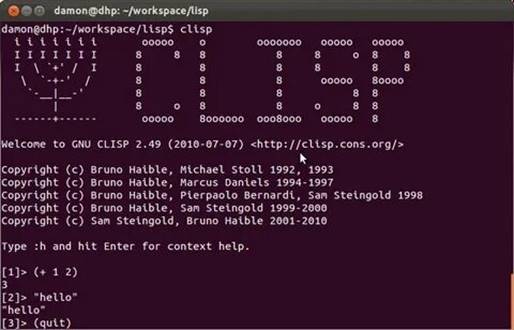 damon@dhp: ~/workspace/lisp
damon@dhp:~/workspace/lisp$ clisp
  i i i i i i i       ooooo    o        ooooooo   ooooo   ooooo
  I I I I I I I      8     8   8           8     8     o  8    8
  I  \ `+' /  I      8         8           8     8        8    8
   \  `-+-'  /       8         8           8      ooooo   8oooo
    `-__|__-'        8         8           8           8  8
        |            8     o   8           8     o     8  8
  ------+------       ooooo    8oooooo  ooo8ooo   ooooo   8
Welcome to GNU CLISP 2.49 (2010-07-07) <http://clisp.cons.org/>
Copyright (c) Bruno Haible, Michael Stoll 1992, 1993
Copyright (c) Bruno Haible, Marcus Daniels 1994-1997
Copyright (c) Bruno Haible, Pierpaolo Bernardi, Sam Steingold 1998
Copyright (c) Bruno Haible, Sam Steingold 1999-2000
Copyright (c) Sam Steingold, Bruno Haible 2001-2010
Type :h and hit Enter for context help.
[1]> (+ 1 2)
3
[2]> "hello"
"hello"
[3]> (quit)